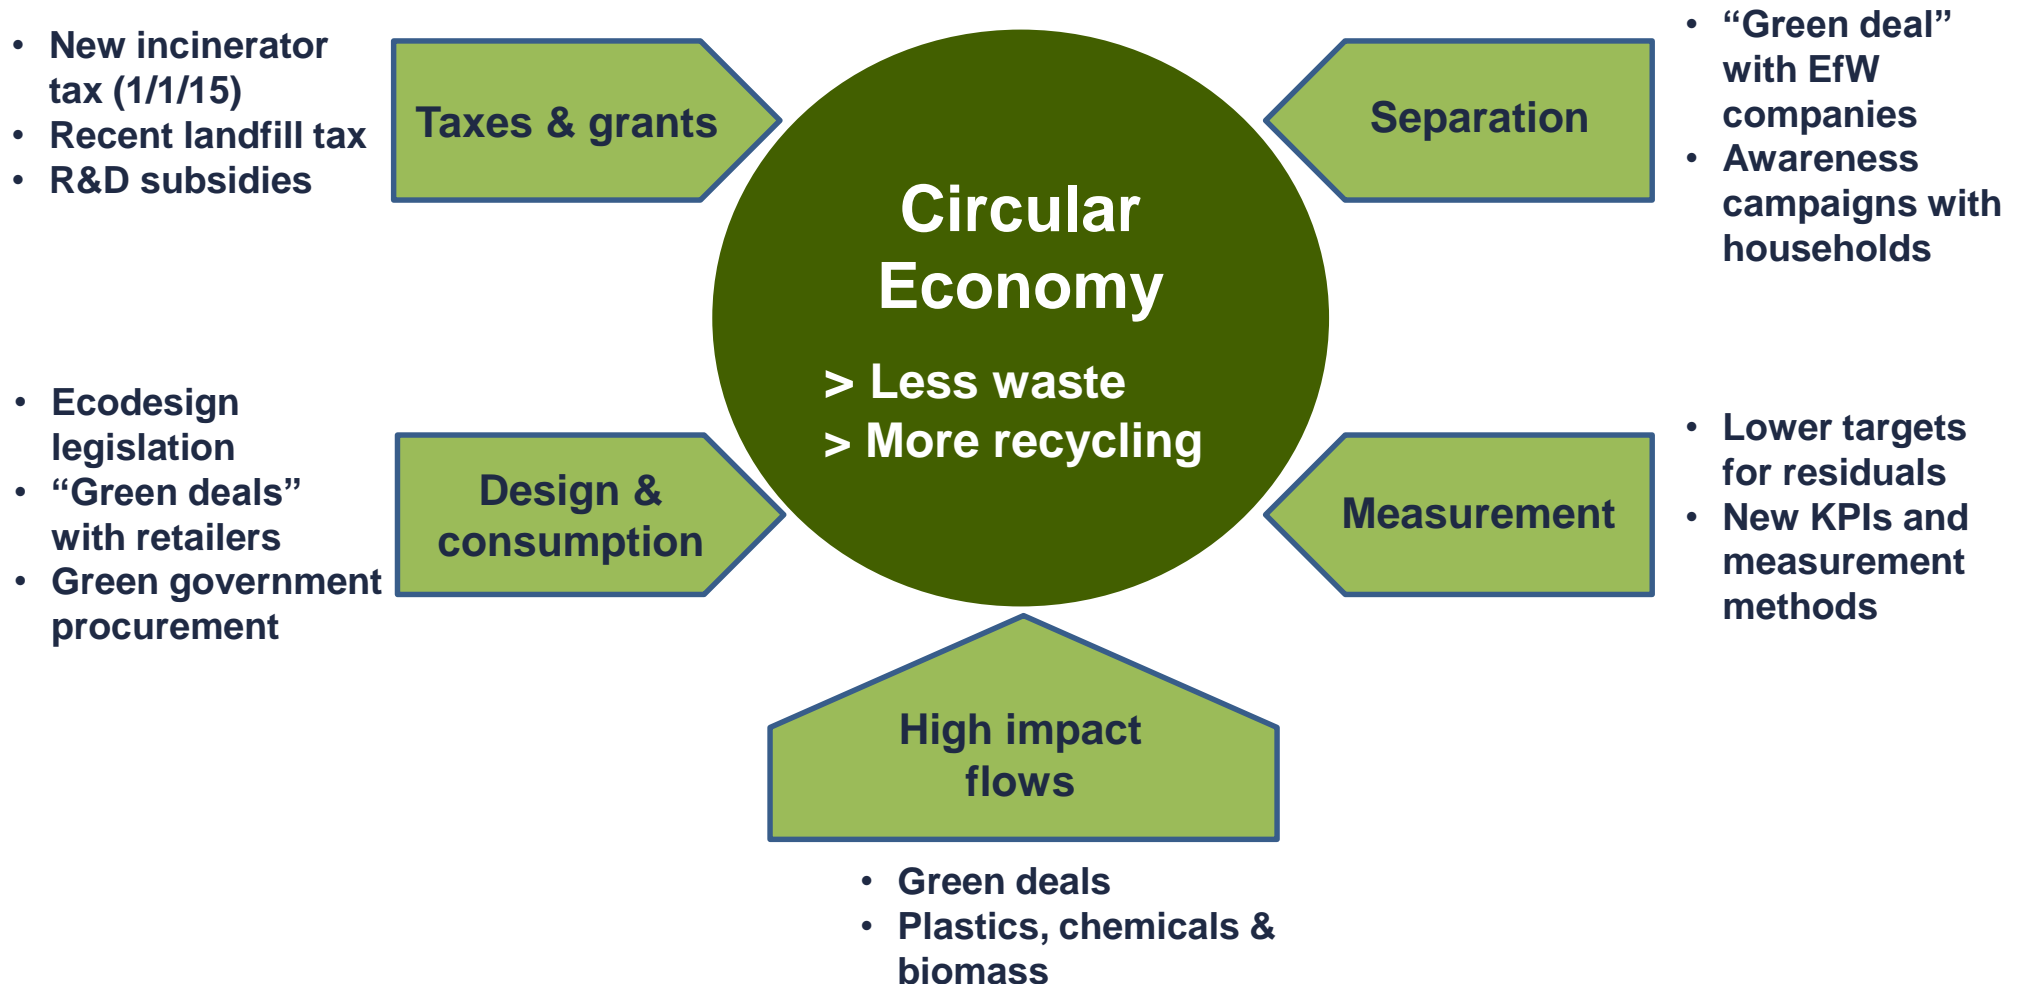 • New incinerator
tax (1/1/15)
• Recent landfill tax
• R&D subsidies
Taxes & grants
Circular
Economy
> Less waste
> More recycling
Separation
• “Green deal”
with EfW
companies
• Awareness
campaigns with
households
• Ecodesign
legislation
• “Green deals”
with retailers
• Green government
procurement
Design &
consumption
Measurement
• Lower targets
for residuals
• New KPIs and
measurement
methods
High impact
flows
• Green deals
• Plastics, chemicals &
biomass